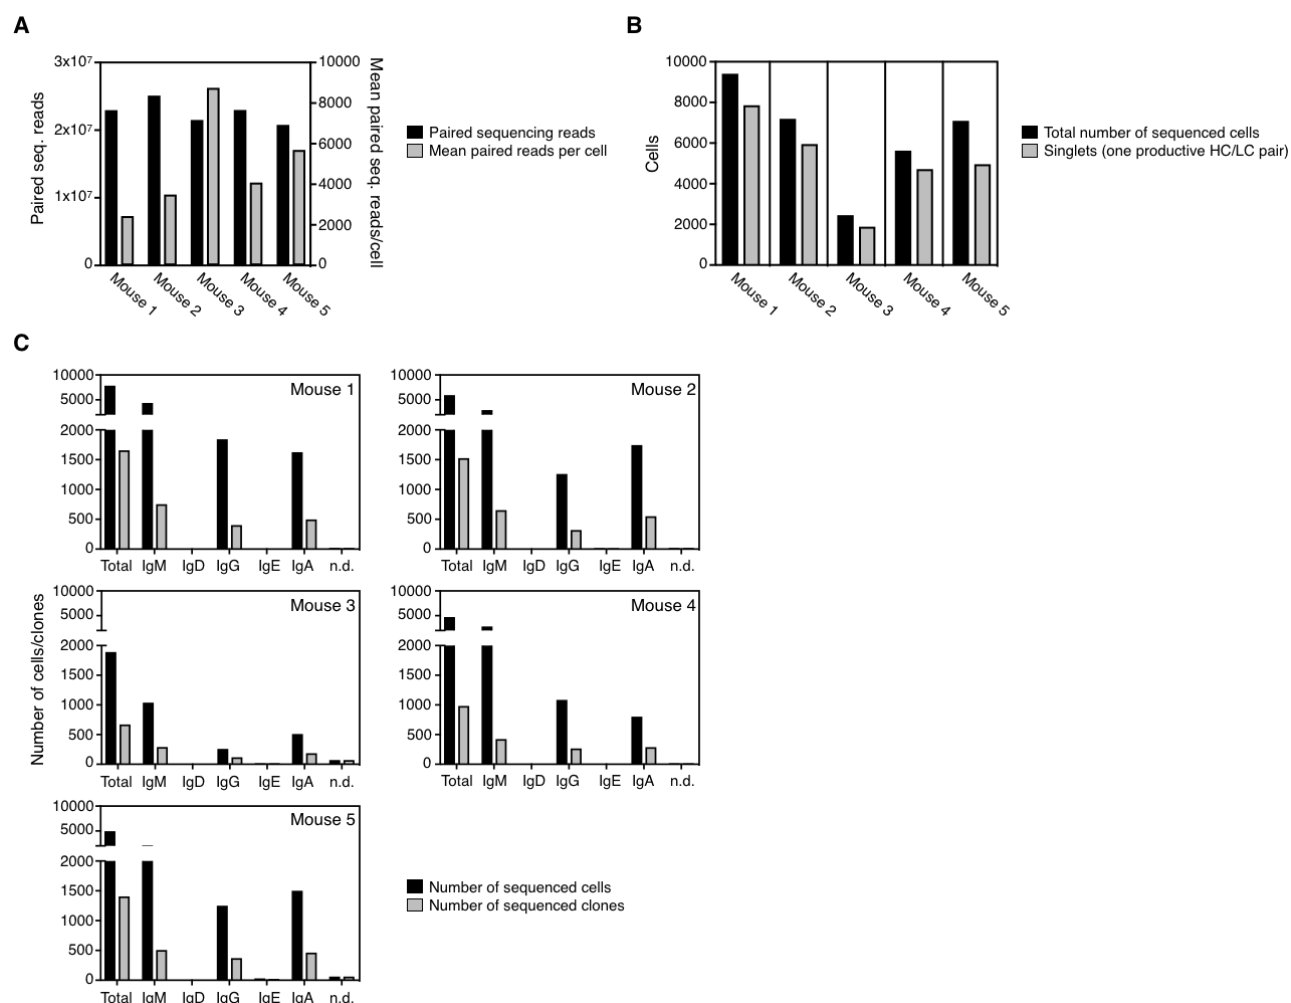 A
Paired seq. reads
3x10⁷
2x10⁷
1x10⁷
0
10000
8000
6000
4000
2000
0
Mean paired seq. reads/cell
Mouse 1
Mouse 2
Mouse 3
Mouse 4
Mouse 5
Paired sequencing reads
Mean paired reads per cell
B
Cells
10000
8000
6000
4000
2000
0
Mouse 1
Mouse 2
Mouse 3
Mouse 4
Mouse 5
Total number of sequenced cells
Singlets (one productive HC/LC pair)
C
Number of cells/clones
10000
5000
2000
1500
1000
500
0
Mouse 1
Total IgM IgD IgG IgE IgA n.d.
10000
5000
2000
1500
1000
500
0
Mouse 2
Total IgM IgD IgG IgE IgA n.d.
10000
5000
2000
1500
1000
500
0
Mouse 3
Total IgM IgD IgG IgE IgA n.d.
10000
5000
2000
1500
1000
500
0
Mouse 4
Total IgM IgD IgG IgE IgA n.d.
10000
5000
2000
1500
1000
500
0
Mouse 5
Total IgM IgD IgG IgE IgA n.d.
Number of sequenced cells
Number of sequenced clones